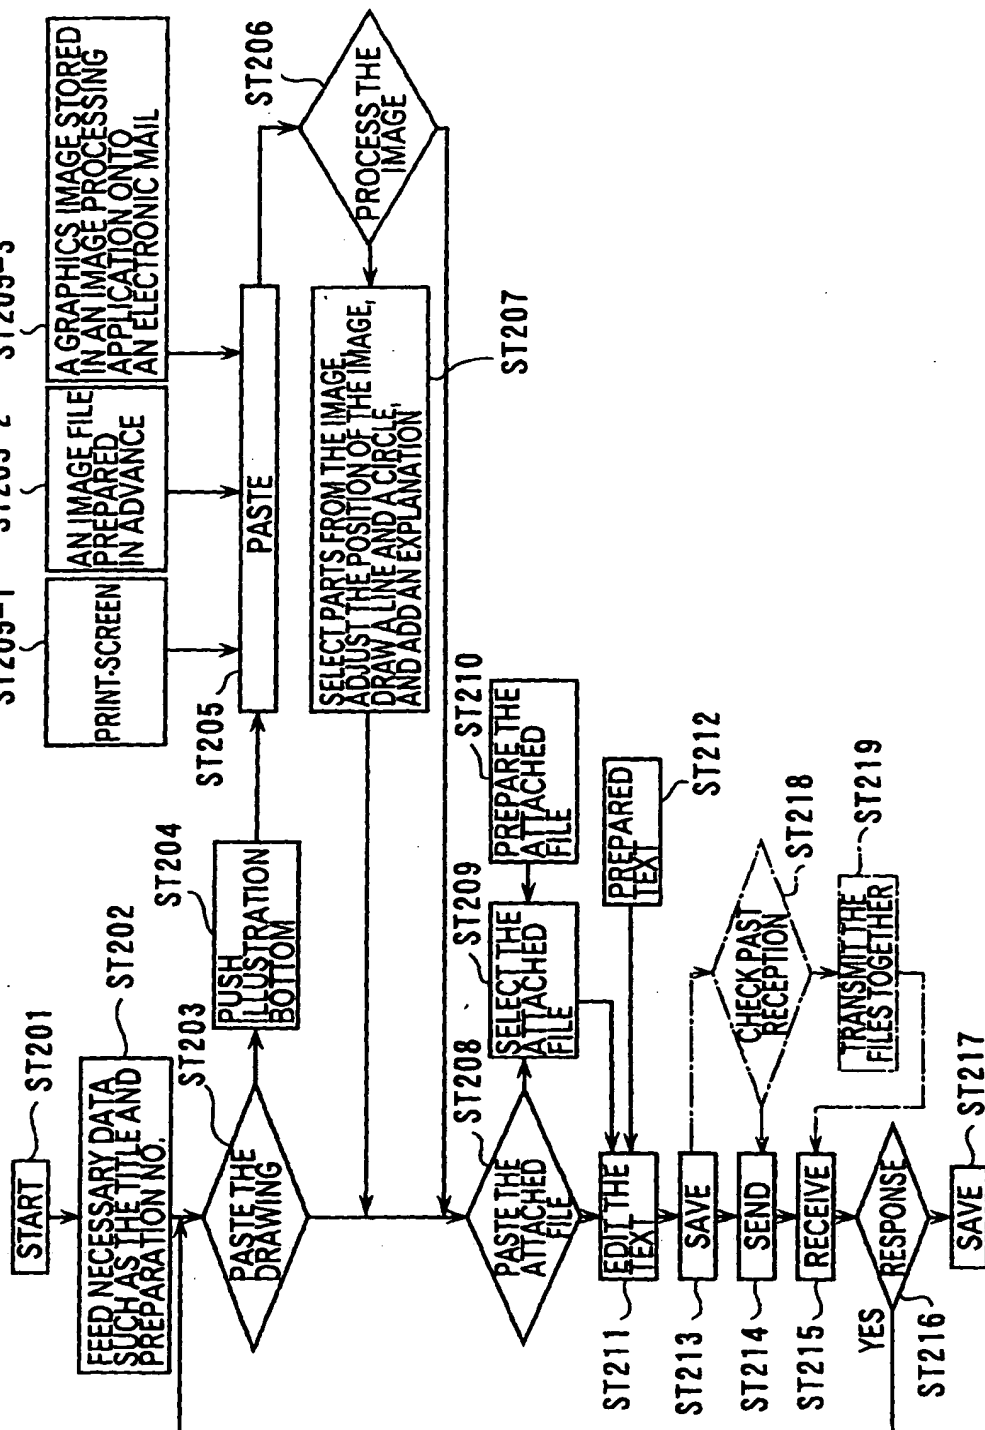 START
ST201
FEED NECESSARY DATA
SUCH AS THE TITLE AND
PREPARATION NO.
ST202
PASTE THE
DRAWING
ST203
PUSH
ILLUSTRATION
BOTTOM
ST204
PRINT-SCREEN
AN IMAGE FILE
PREPARED
IN ADVANCE
A GRAPHICS IMAGE STORED
IN AN IMAGE PROCESSING
APPLICATION ONTO
AN ELECTRONIC MAIL
PASTE
ST205
PROCESS THE
IMAGE
ST206
SELECT PARTS FROM THE IMAGE,
ADJUST THE POSITION OF THE IMAGE,
DRAW A LINE AND A CIRCLE,
AND ADD AN EXPLANATION
ST207
PASTE THE
ATTACHED
FILE
ST208
SELECT THE
ATTACHED
FILE
ST209
PREPARE THE
ATTACHED
FILE
ST210
EDIT THE
TEXT
ST211
PREPARED
TEXT
ST212
SAVE
ST213
SEND
ST214
CHECK PAST
RECEPTION
ST218
TRANSMIT THE
FILES TOGETHER
ST219
RECEIVE
ST215
RESPONSE
YES
ST216
SAVE
ST217